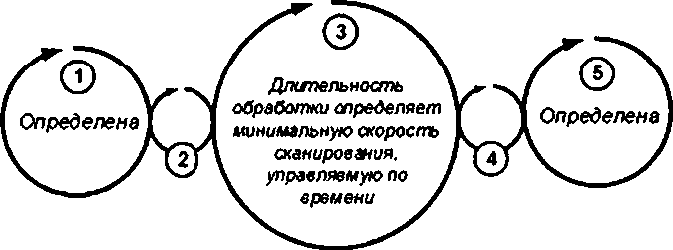 1
Определена
2
3
Длительность
обработки определяет
минимальную скорость
сканирования,
управляемую по
времени
4
5
Определена